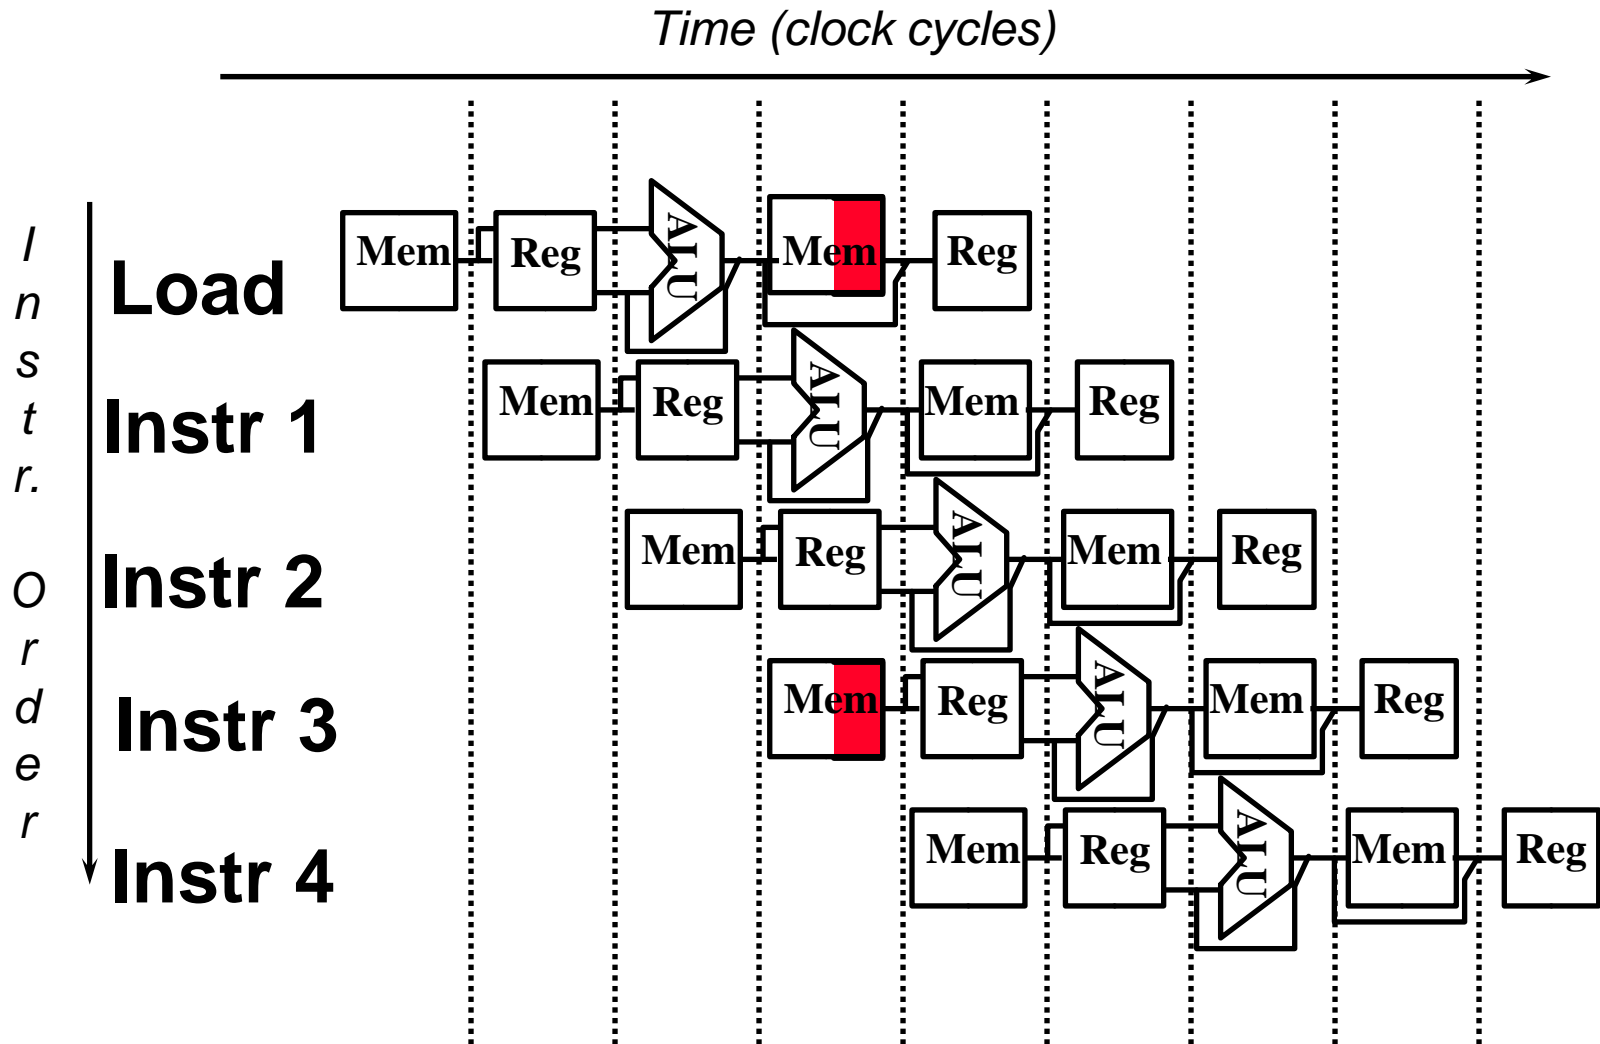 Time (clock cycles)
I
n
s
t
r.
O
r
d
e
r
Load
Mem
Reg
ALU
Mem
Reg
Instr 1
Mem
Reg
ALU
Mem
Reg
Instr 2
Mem
Reg
ALU
Mem
Reg
Instr 3
Mem
Reg
ALU
Mem
Reg
Instr 4
Mem
Reg
ALU
Mem
Reg